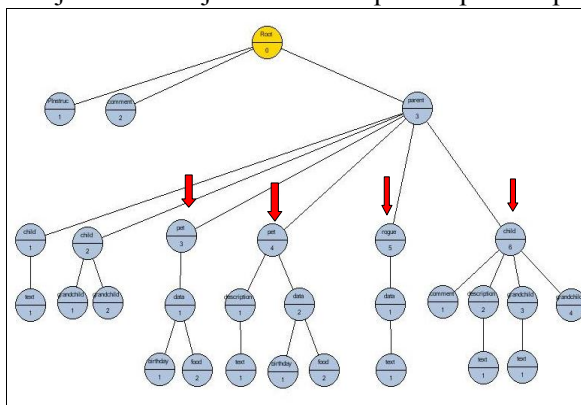 Root
0
PInstruc
1
comment
2
parent
3
child
1
child
2
pet
3
pet
4
rogue
5
child
6
text
1
grandchild
1
grandchild
2
data
1
description
1
data
2
data
1
comment
1
description
2
grandchild
3
grandchild
4
birthday
1
food
2
text
1
birthday
1
food
2
text
1
text
1
text
1